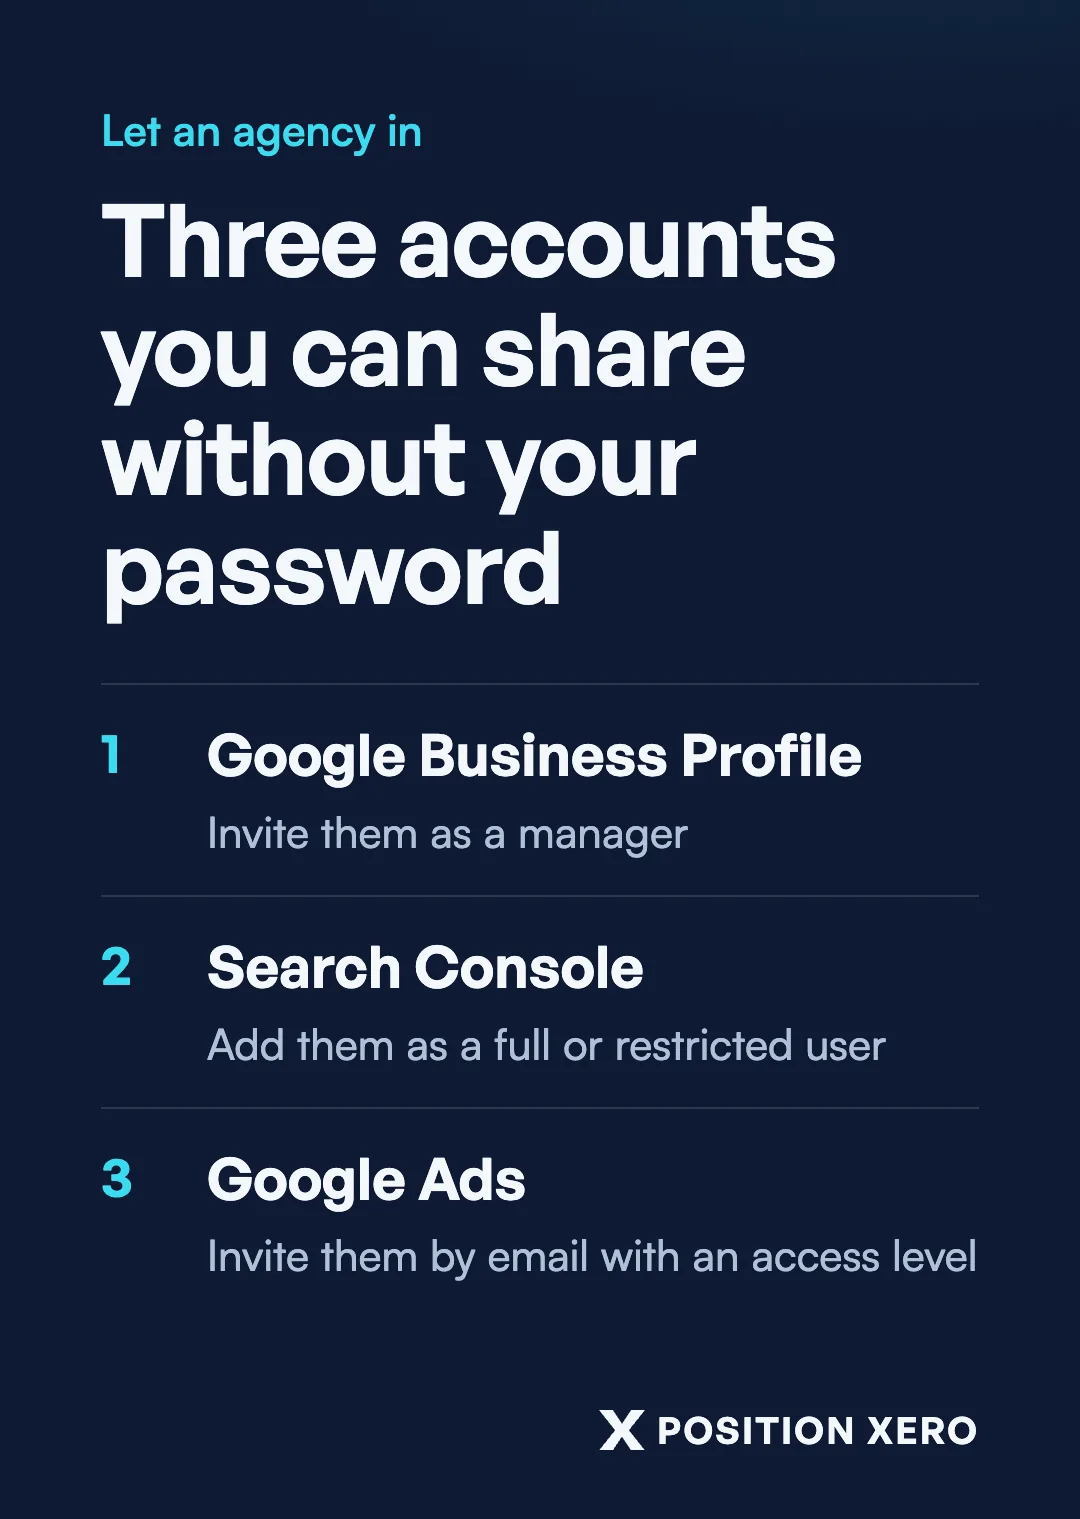 Let an agency in
Three accounts
you can share
without your
password
1 Google Business Profile
Invite them as a manager
2 Search Console
Add them as a full or restricted user
3 Google Ads
Invite them by email with an access level
X POSITION XERO